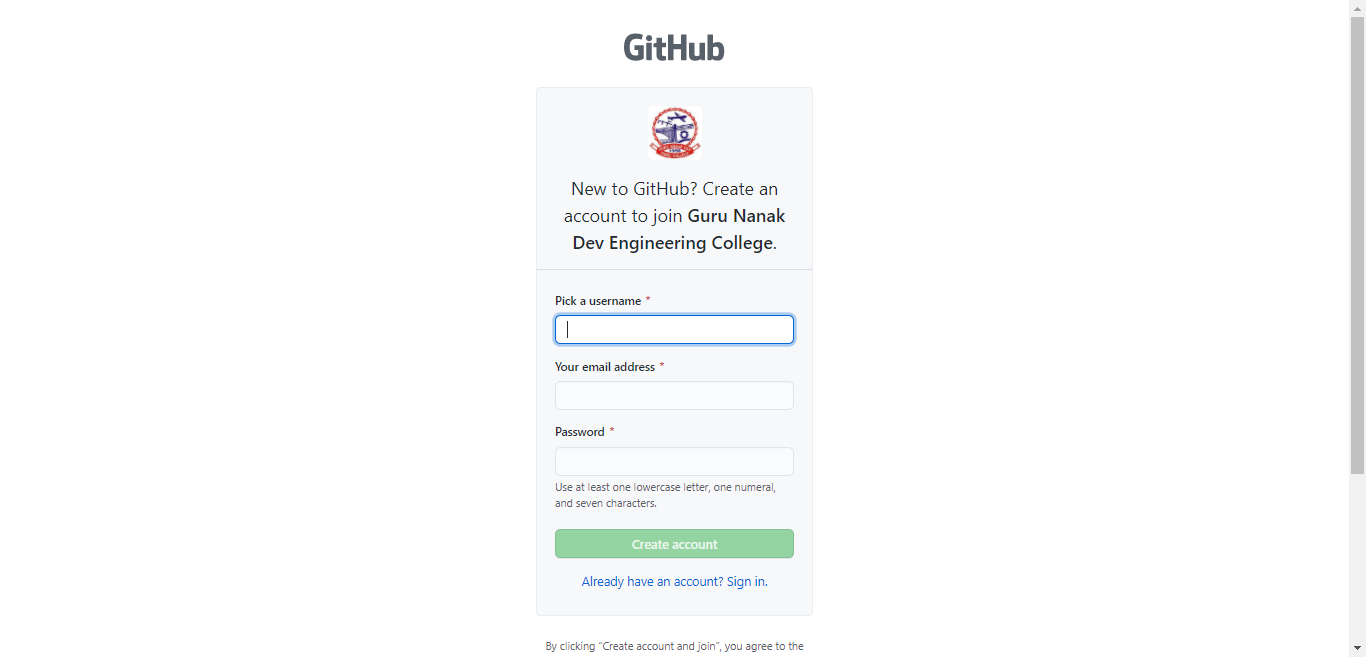 GitHub
1956
New to GitHub? Create an
account to join Guru Nanak
Dev Engineering College.
Pick a username *
Your email address *
Password *
Use at least one lowercase letter, one numeral,
and seven characters.
Create account
Already have an account? Sign in.
By clicking “Create account and join”, you agree to the